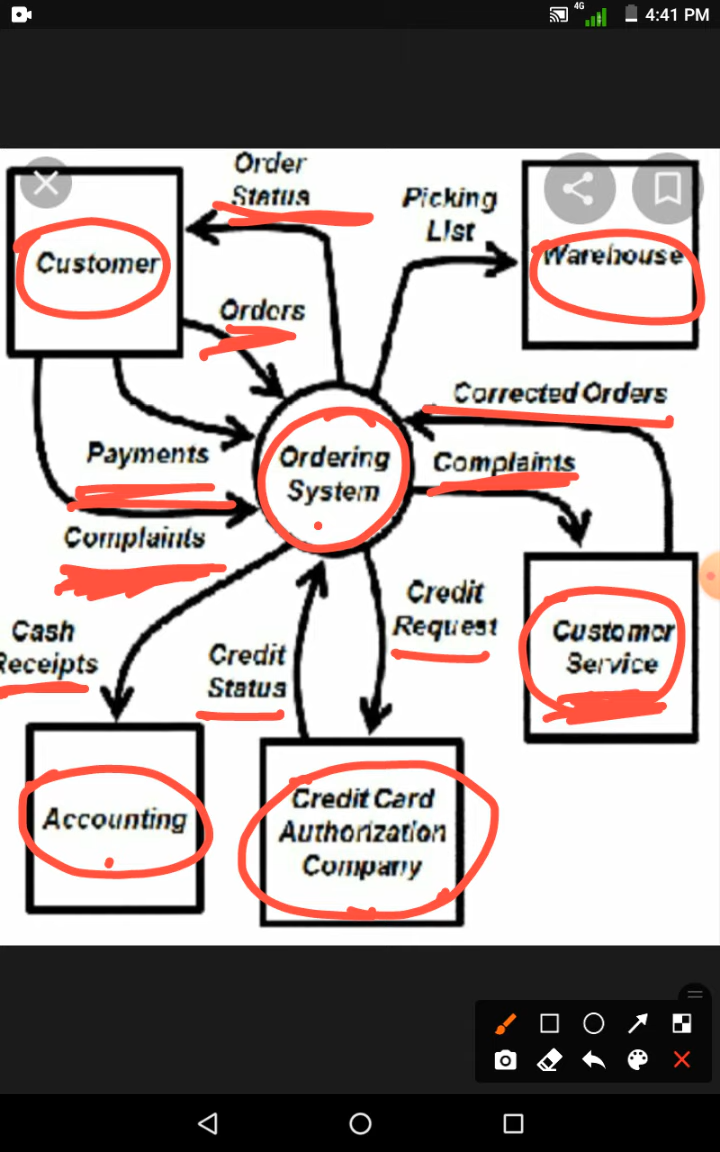 4G
4:41 PM
Order
Status
Picking
List
Customer
Warehouse
Orders
Corrected Orders
Payments
Ordering
System
Complaints
Complaints
Credit
Request
Cash
Receipts
Credit
Status
Customer
Service
Accounting
Credit Card
Authorization
Company